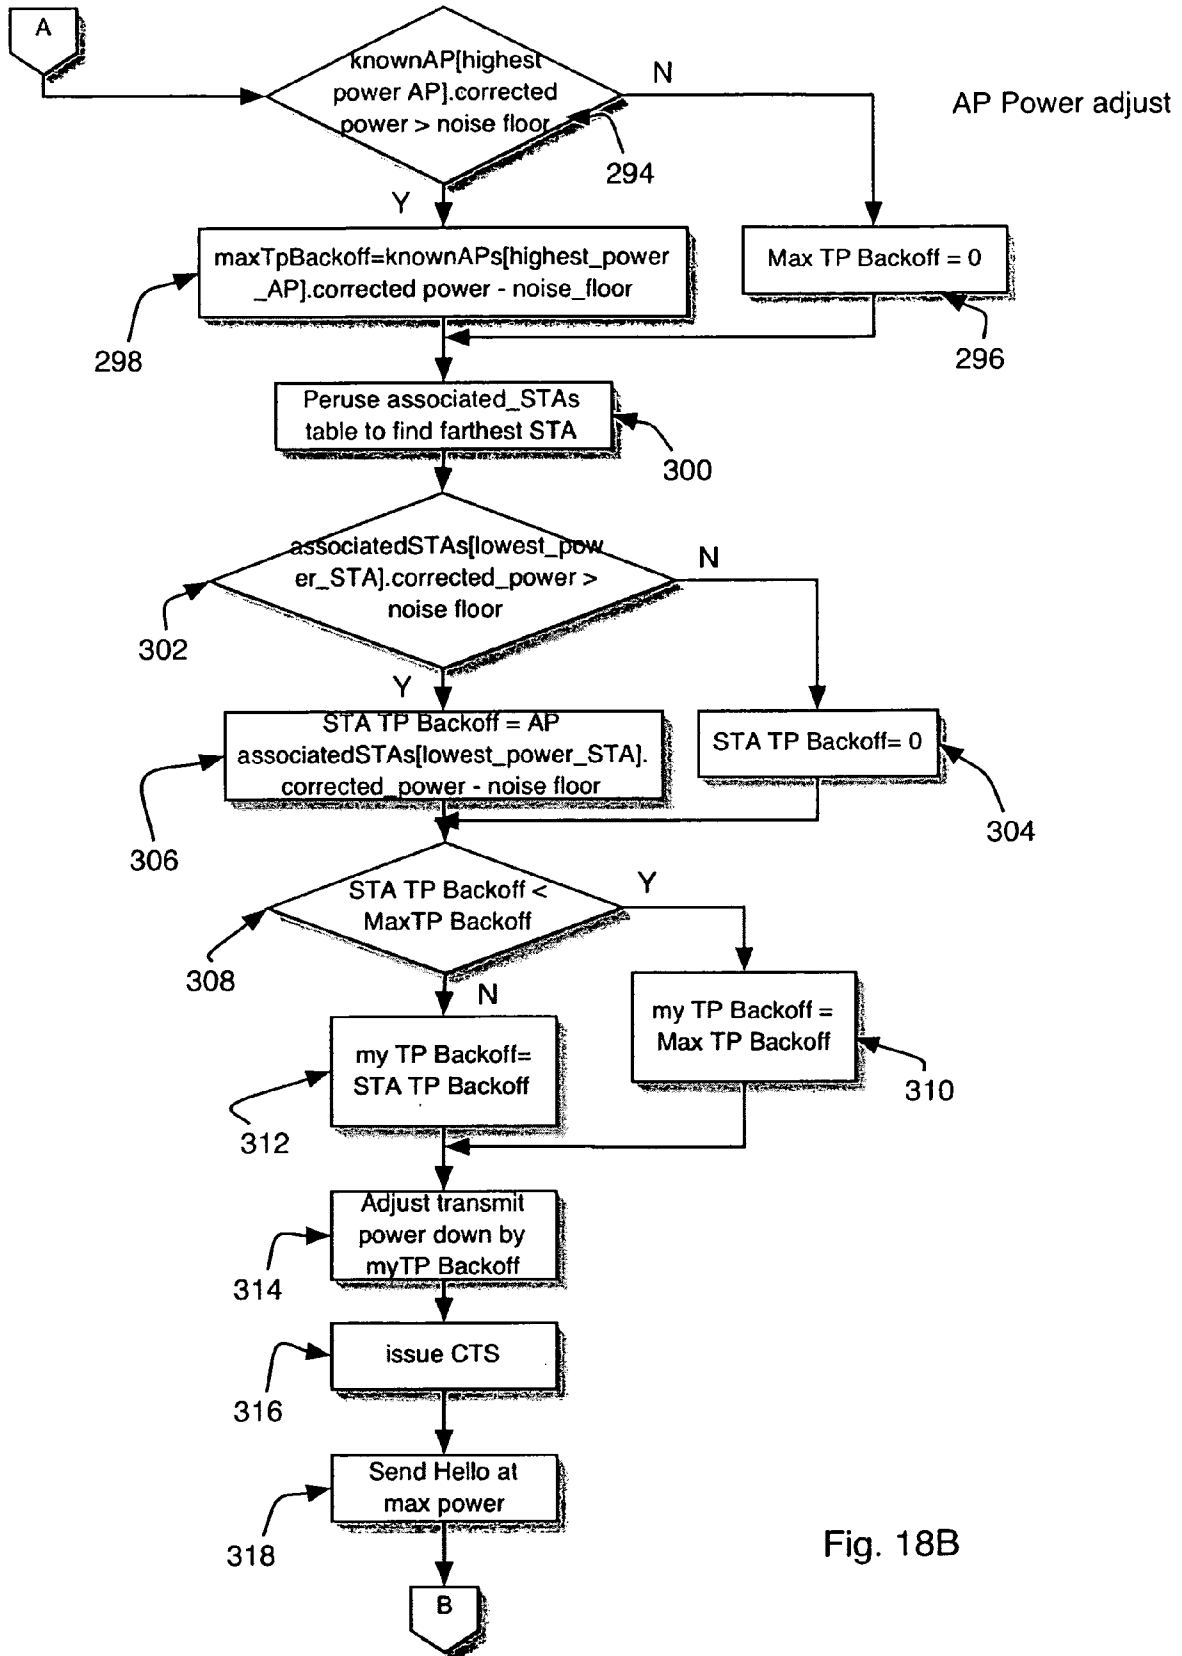 A
knownAP[highest
power AP].corrected
power > noise floor
N
AP Power adjust
294
Y
maxTpBackoff=knownAPs[highest_power
_AP].corrected power - noise_floor
Max TP Backoff = 0
298
296
Peruse associated_STAs
table to find farthest STA
300
associatedSTAs[lowest_pow
er_STA].corrected_power >
noise floor
N
302
Y
STA TP Backoff = AP
associatedSTAs[lowest_power_STA].
corrected_power - noise floor
STA TP Backoff= 0
306
304
STA TP Backoff <
MaxTP Backoff
Y
308
N
my TP Backoff =
Max TP Backoff
my TP Backoff=
STA TP Backoff
310
312
Adjust transmit
power down by
myTP Backoff
314
issue CTS
316
Send Hello at
max power
318
Fig. 18B
B